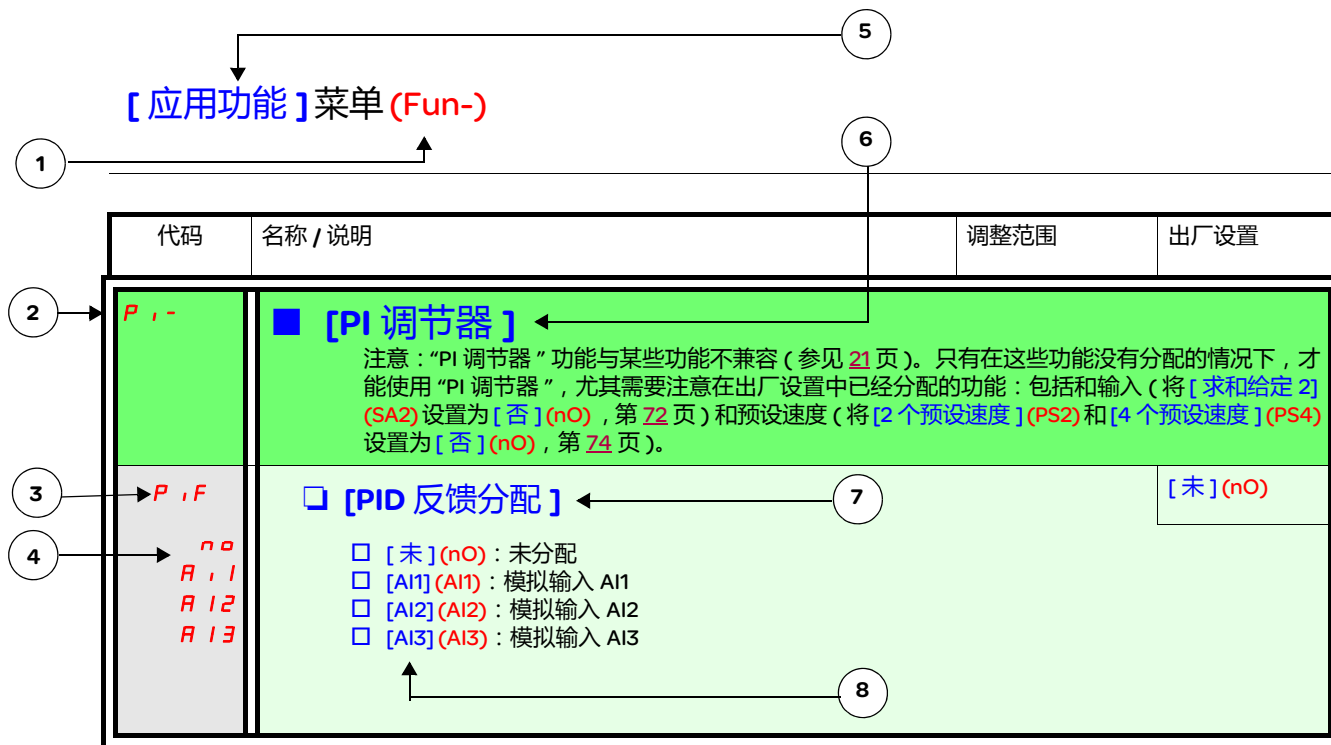 5
[ 应用功能 ] 菜单 (Fun-)
1
6
代码 名称 / 说明 调整范围 出厂设置
2
P i -
■ [PI 调节器 ]
注意：“PI 调节器 ” 功能与某些功能不兼容 ( 参见 21 页 )。只有在这些功能没有分配的情况下，才
能使用 “PI 调节器 ”，尤其需要注意在出厂设置中已经分配的功能：包括和输入 ( 将 [ 求和给定 2]
(SA2) 设置为 [ 否 ] (nO)，第 72 页 ) 和预设速度 ( 将 [2 个预设速度 ] (PS2) 和 [4 个预设速度 ] (PS4)
设置为 [ 否 ] (nO)，第 74 页 )。
3
P i F
❏ [PID 反馈分配 ]
7
[ 未 ] (nO)
4
n o
□ [ 未 ] (nO)：未分配
A i 1
□ [AI1] (AI1)：模拟输入 AI1
A I 2
□ [AI2] (AI2)：模拟输入 AI2
A I 3
□ [AI3] (AI3)：模拟输入 AI3
8